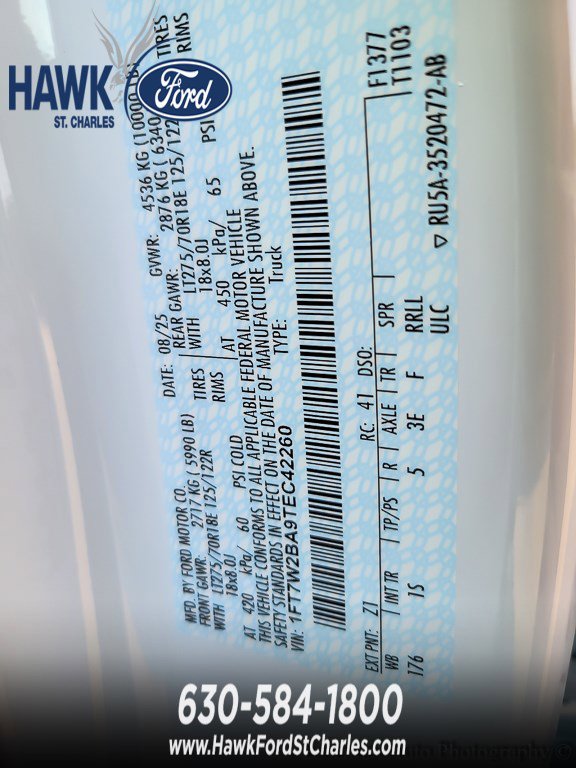 HAWK
Ford
ST. CHARLES
MFD. BY FORD MOTOR CO.
DATE: 08/25
GVWR: 4536 KG (10000 LB)
FRONT GAWR: 2717 KG ( 5990 LB)
REAR GAWR: 2876 KG ( 6340
WITH LT275/70R18E 125/122R TIRES
WITH LT275/70R18E 125/122 TIRES
18x8.0J RIMS
18x8.0J RIMS
AT 420 kPa/ 60 PSI COLD
AT 450 kPa/ 65 PSI
THIS VEHICLE CONFORMS TO ALL APPLICABLE FEDERAL MOTOR VEHICLE
SAFETY STANDARDS IN EFFECT ON THE DATE OF MANUFACTURE SHOWN ABOVE.
VIN: 1FT7W2BA9TEC42260
TYPE: Truck
F1377
T1103
EXT PNT: Z1 RC: 41 DSO:
WB INT TR TP/PS R AXLE TR SPR
176 1S 5 3E F RRLL
ULC
▽ RU5A-3520472-AB
630-584-1800
www.HawkFordStCharles.com
Photography ©